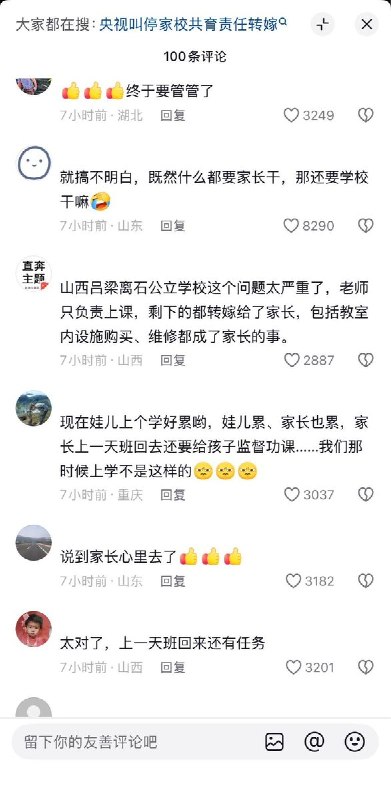 大家都在搜：央视叫停家校共育责任转嫁
100条评论
👍👍👍终于要管管了
7小时前·湖北 回复 3249
就搞不明白，既然什么都要家长干，那还要学校
干嘛🤣
7小时前·山东 回复 8290
直奔
主题
山西吕梁离石公立学校这个问题太严重了，老师
只负责上课，剩下的都转嫁给了家长，包括教室
内设施购买、维修都成了家长的事。
7小时前·山西 回复 2887
现在娃儿上个学好累哟，娃儿累、家长也累，家
长上一天班回去还要给孩子监督功课......我们那
时候上学不是这样的🌝🌝🌝
7小时前·重庆 回复 3037
说到家长心里去了👍👍👍
7小时前·山东 回复 3182
太对了，上一天班回来还有任务
7小时前·山西 回复 3201
留下你的友善评论吧